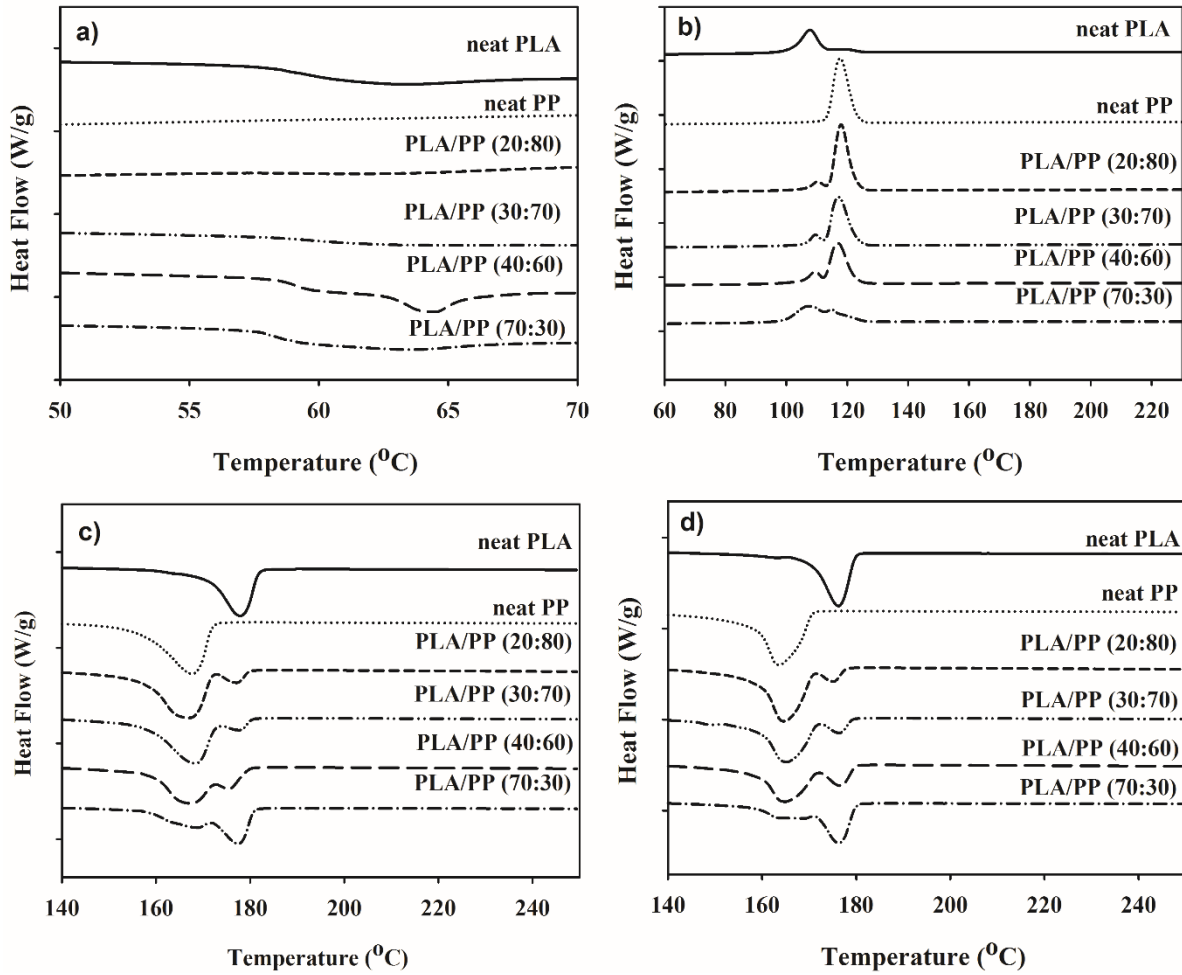 a)
neat PLA
neat PP
PLA/PP (20:80)
PLA/PP (30:70)
PLA/PP (40:60)
PLA/PP (70:30)
Heat Flow (W/g)
50 55 60 65 70
Temperature (⁰C)
b)
neat PLA
neat PP
PLA/PP (20:80)
PLA/PP (30:70)
PLA/PP (40:60)
PLA/PP (70:30)
Heat Flow (W/g)
60 80 100 120 140 160 180 200 220
Temperature (⁰C)
c)
neat PLA
neat PP
PLA/PP (20:80)
PLA/PP (30:70)
PLA/PP (40:60)
PLA/PP (70:30)
Heat Flow (W/g)
140 160 180 200 220 240
Temperature (⁰C)
d)
neat PLA
neat PP
PLA/PP (20:80)
PLA/PP (30:70)
PLA/PP (40:60)
PLA/PP (70:30)
Heat Flow (W/g)
140 160 180 200 220 240
Temperature (⁰C)